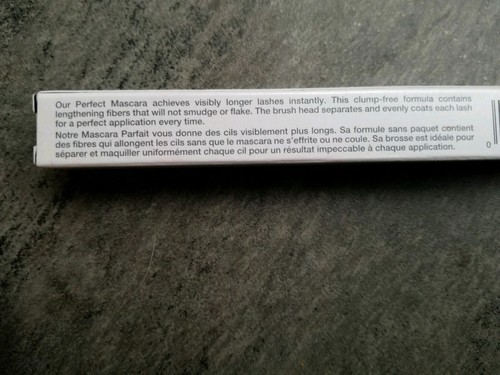 Our Perfect Mascara achieves visibly longer lashes instantly. This clump-free formula contains
lengthening fibers that will not smudge or flake. The brush head separates and evenly coats each lash
for a perfect application every time.
Notre Mascara Parfait vous donne des cils visiblement plus longs. Sa formule sans paquet contient
des fibres qui allongent les cils sans que le mascara ne s'effrite ou ne coule. Sa brosse est idéale pour
séparer et maquiller uniformément chaque cil pour un résultat impeccable à chaque application.
0